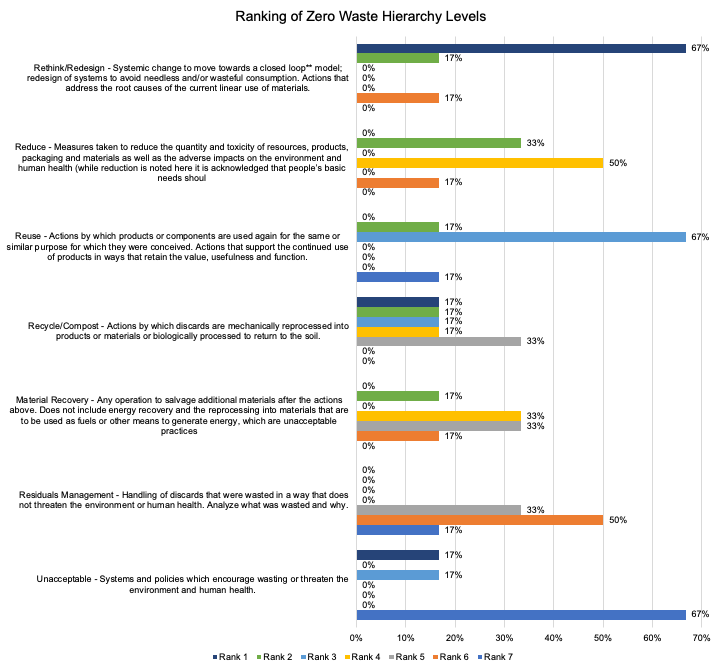 Ranking of Zero Waste Hierarchy Levels
67%
Rethink/Redesign - Systemic change to move towards a closed loop** model;
17%
0%
redesign of systems to avoid needless and/or wasteful consumption. Actions that
0%
address the root causes of the current linear use of materials.
0%
17%
0%
0%
33%
Reduce - Measures taken to reduce the quantity and toxicity of resources, products,
0%
packaging and materials as well as the adverse impacts on the environment and
50%
human health (while reduction is noted here it is acknowledged that people's basic
0%
needs shoul
17%
0%
0%
17%
Reuse - Actions by which products or components are used again for the same or
67%
similar purpose for which they were conceived. Actions that support the continued use
0%
of products in ways that retain the value, usefulness and function.
0%
0%
17%
17%
17%
Recycle/Compost - Actions by which discards are mechanically reprocessed into
17%
products or materials or biologically processed to return to the soil.
17%
33%
0%
0%
0%
17%
Material Recovery - Any operation to salvage additional materials after the actions
0%
above. Does not include energy recovery and the reprocessing into materials that are
33%
to be used as fuels or other means to generate energy, which are unacceptable
33%
practices
17%
0%
0%
0%
0%
Residuals Management - Handling of discards that were wasted in a way that does
0%
not threaten the environment or human health. Analyze what was wasted and why.
33%
50%
17%
17%
0%
Unacceptable - Systems and policies which encourage wasting or threaten the
17%
environment and human health.
0%
0%
0%
67%
0% 10% 20% 30% 40% 50% 60% 70%
Rank 1 Rank 2 Rank 3 Rank 4 Rank 5 Rank 6 Rank 7